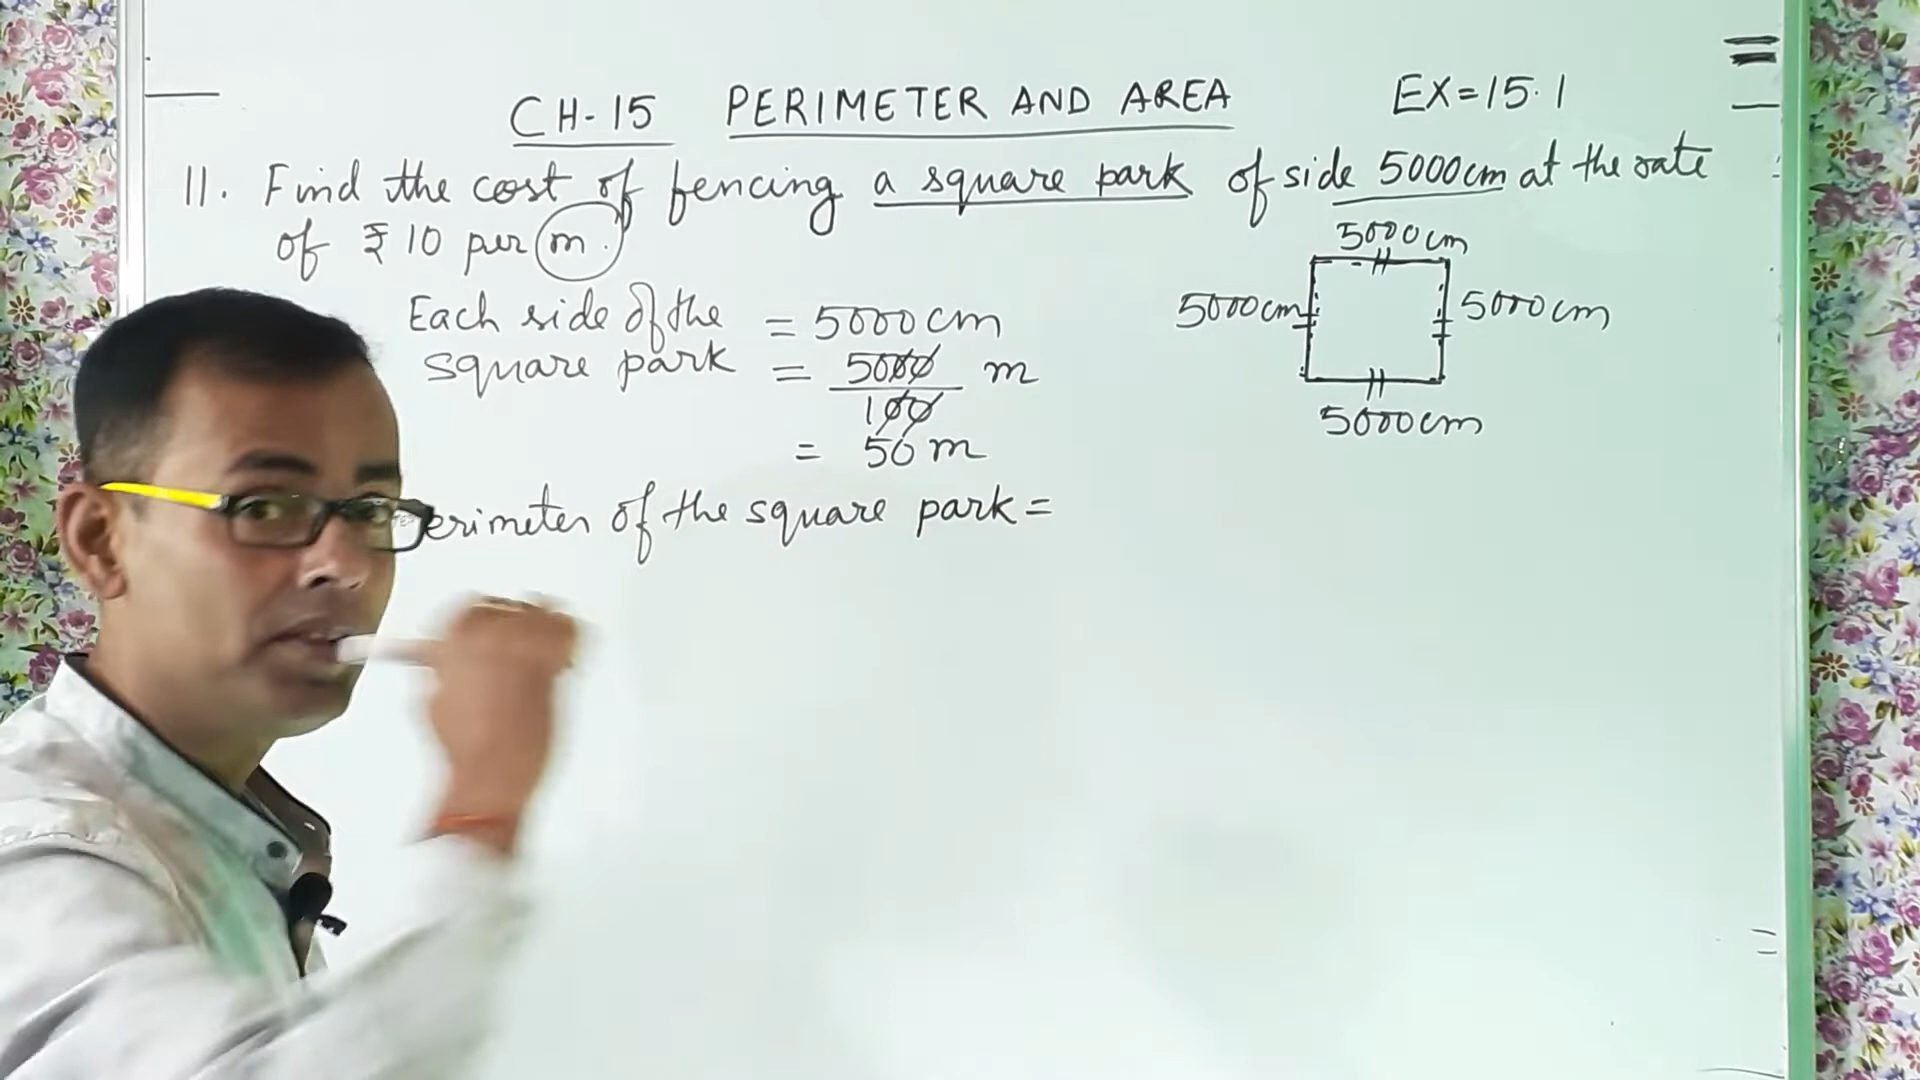 CH-15 PERIMETER AND AREA EX=15.1
11. Find the cost of fencing a square park of side 5000cm at the rate
of ₹10 per m.
5000cm
5000cm 5000cm
5000cm
Each side of the = 5000cm
square park = 5000/100 m
= 50 m
erimeter of the square park =